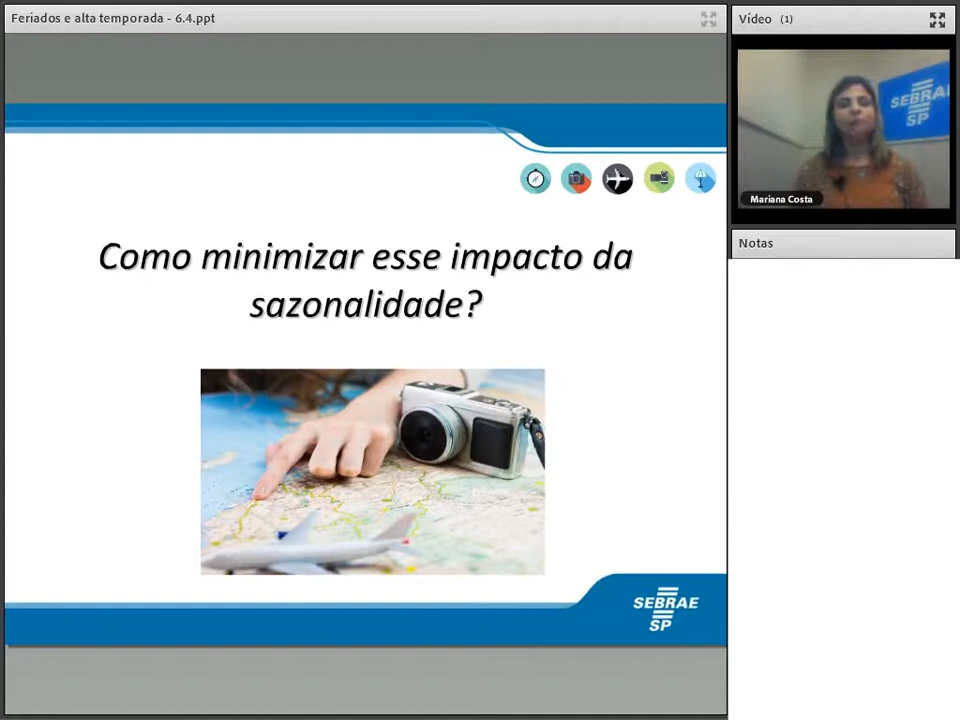 Feriados e alta temporada - 6.4.ppt
Vídeo (1)
SEBRAE
SP
Mariana Costa
Notas
Como minimizar esse impacto da
sazonalidade?
SEBRAE
SP